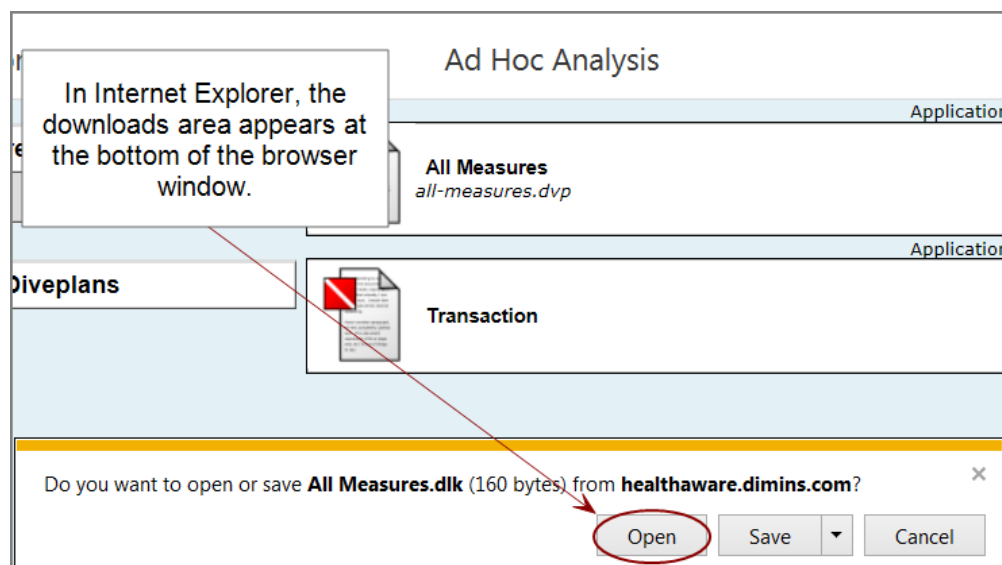 Ad Hoc Analysis
In Internet Explorer, the
downloads area appears at
the bottom of the browser
window.
Application
All Measures
all-measures.dvp
Application
Diveplans
Transaction
Do you want to open or save All Measures.dlk (160 bytes) from healthaware.dimins.com?
Open
Save
Cancel